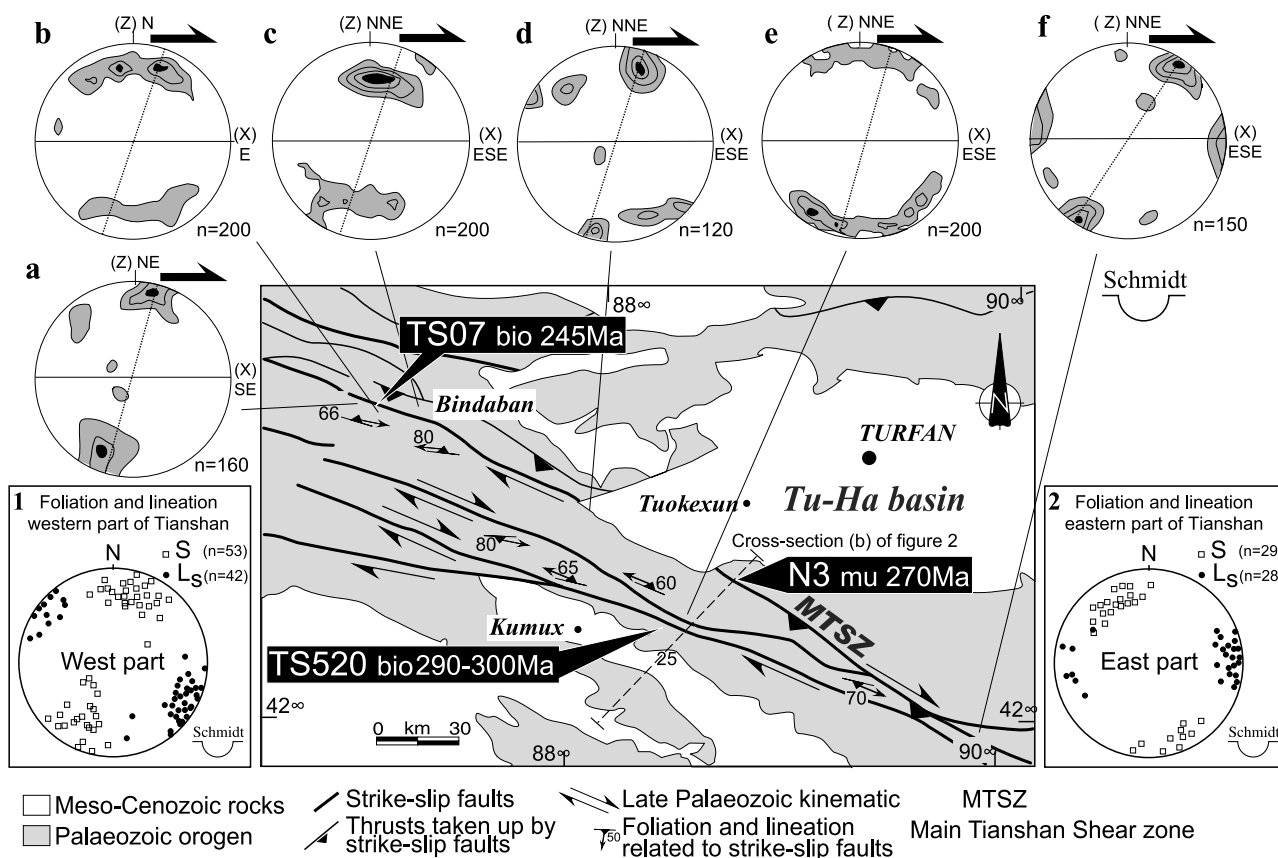 b
(Z) N
(X)
E
n=200
c
(Z) NNE
(X)
ESE
n=200
d
(Z) NNE
(X)
ESE
n=120
e
(Z) NNE
(X)
ESE
n=200
f
( Z) NNE
(X)
ESE
n=150
a
(Z) NE
(X)
SE
n=160
Schmidt
88∞
90∞
TS07 bio 245Ma
Bindaban
66
80
N
TURFAN
Tuokexun
Tu-Ha basin
Cross-section (b) of figure 2
80
65
60
N3 mu 270Ma
MTSZ
Kumux
TS520 bio 290-300Ma
25
70
42∞
42∞
0 km 30
88∞
90∞
1 Foliation and lineation
western part of Tianshan
N
S (n=53)
Ls (n=42)
West part
Schmidt
2 Foliation and lineation
eastern part of Tianshan
N
S (n=29
Ls (n=28
East part
Schmidt
Meso-Cenozoic rocks
Palaeozoic orogen
Strike-slip faults
Thrusts taken up by
strike-slip faults
Late Palaeozoic kinematic
50
Foliation and lineation
related to strike-slip faults
MTSZ
Main Tianshan Shear zone